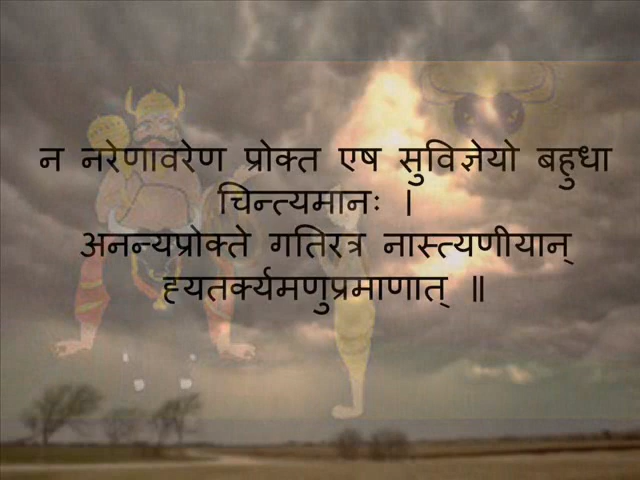 न नरेणावरेण प्रोक्त एष सुविज्ञेयो बहुधा
चिन्त्यमानः ।
अनन्यप्रोक्ते गतिरत्र नास्त्यणीयान्
ह्यतर्क्यमणुप्रमाणात् ॥